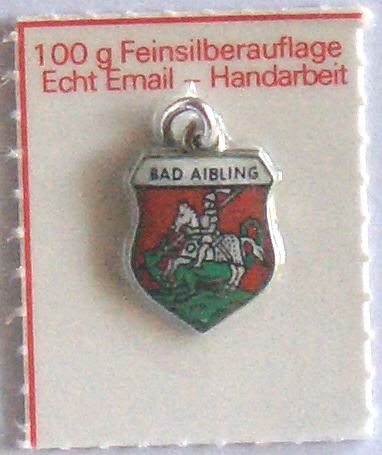 100 g Feinsilberauflage
Echt Email – Handarbeit
BAD AIBLING